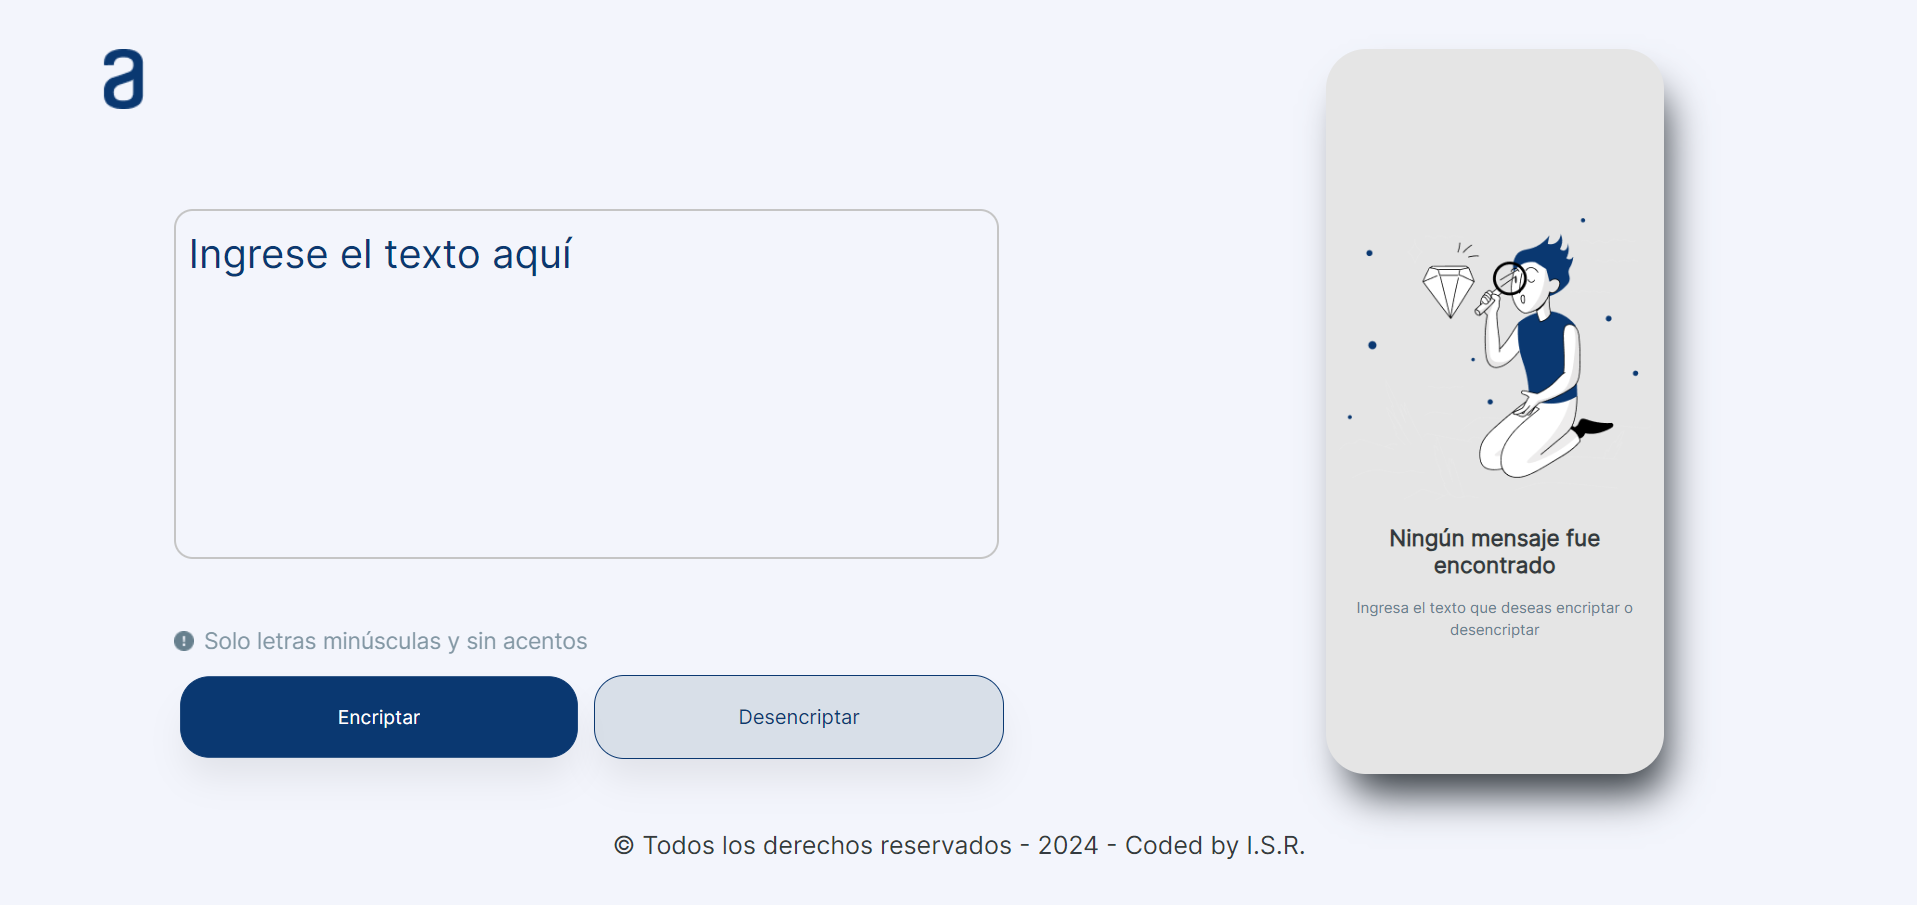 a
Ingrese el texto aquí
Solo letras minúsculas y sin acentos
Encriptar
Desencriptar
Ningún mensaje fue
encontrado
Ingresa el texto que deseas encriptar o
desencriptar
© Todos los derechos reservados - 2024 - Coded by I.S.R.